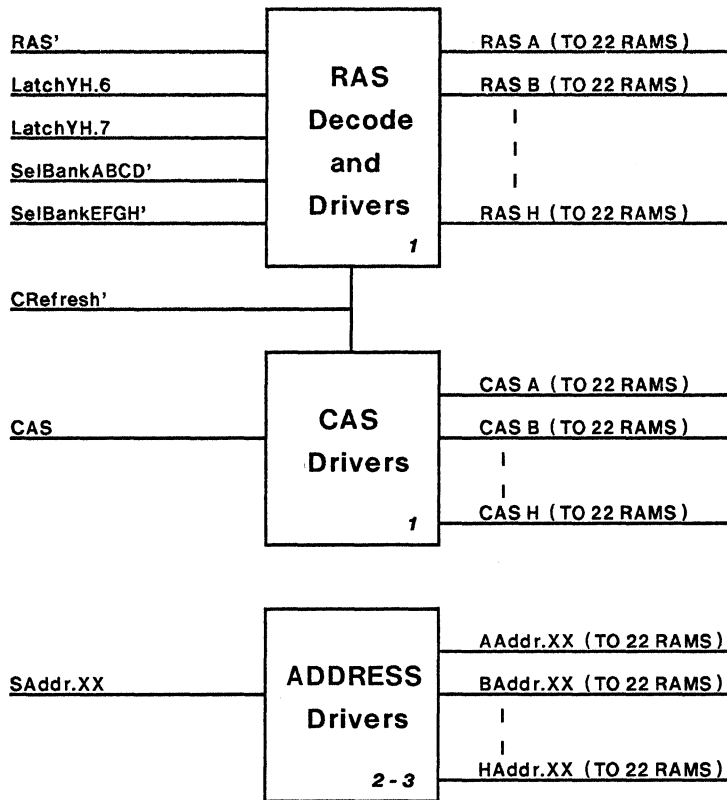 RAS'
LatchYH.6
LatchYH.7
SelBankABCD'
SelBankEFGH'
RAS
Decode
and
Drivers
1
RAS A (TO 22 RAMS)
RAS B (TO 22 RAMS)
RAS H (TO 22 RAMS)
CRefresh'
CAS
CAS
Drivers
1
CAS A (TO 22 RAMS)
CAS B (TO 22 RAMS)
CAS H (TO 22 RAMS)
SAddr.XX
ADDRESS
Drivers
2-3
AAddr.XX (TO 22 RAMS)
BAddr.XX (TO 22 RAMS)
HAddr.XX (TO 22 RAMS)